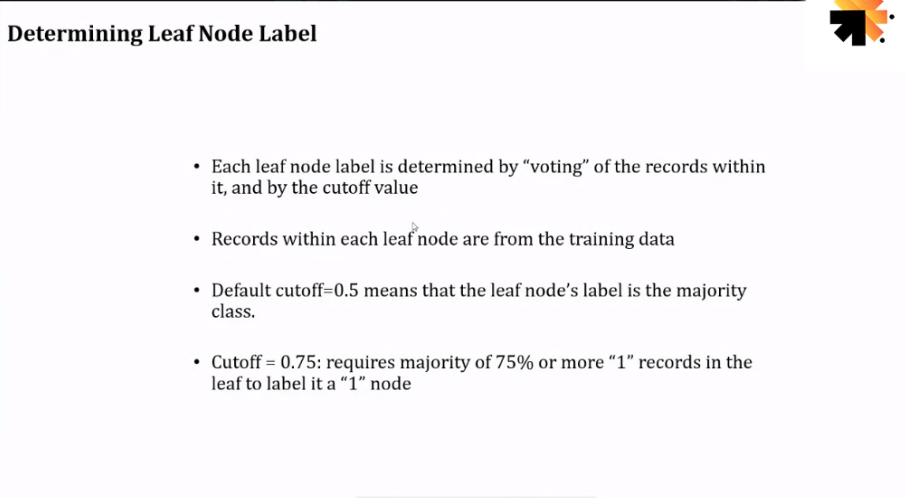 Determining Leaf Node Label
• Each leaf node label is determined by “voting” of the records within
it, and by the cutoff value
• Records within each leaf node are from the training data
• Default cutoff=0.5 means that the leaf node’s label is the majority
class.
• Cutoff = 0.75: requires majority of 75% or more “1” records in the
leaf to label it a “1” node